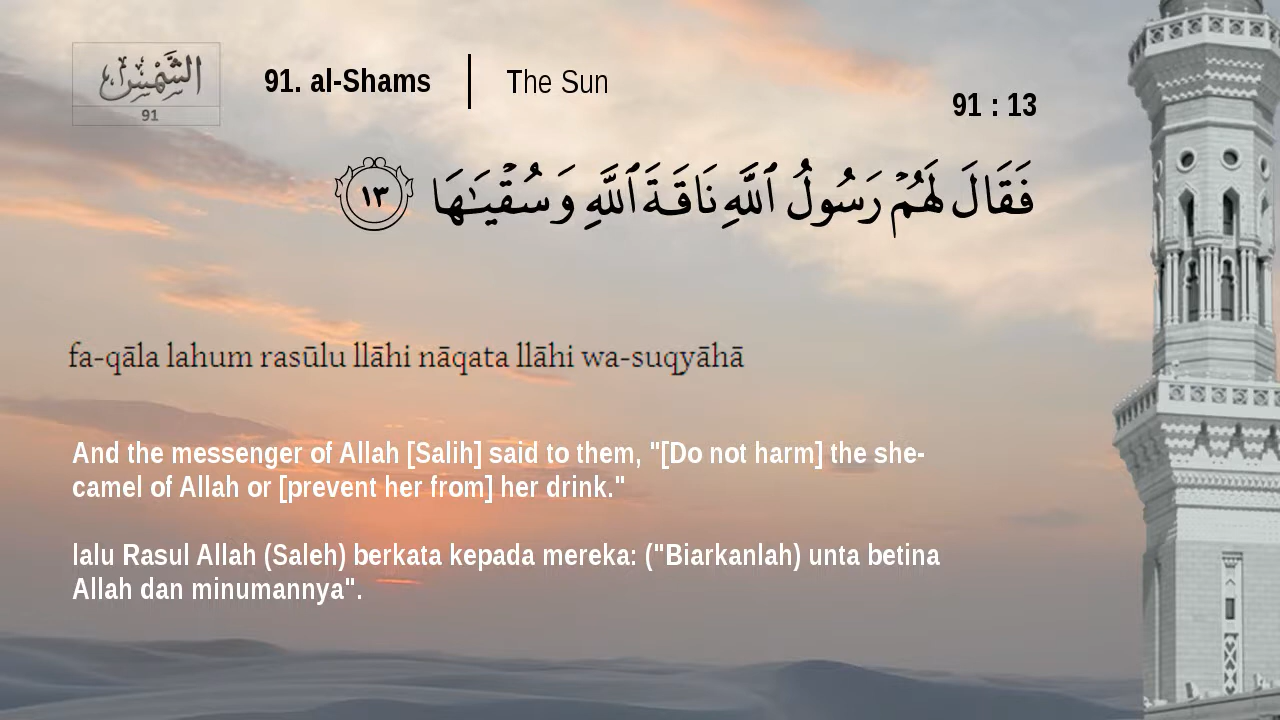 الشمس
91
91. al-Shams | The Sun
91 : 13
فَقَالَ لَهُمْ رَسُولُ ٱللَّهِ نَاقَةَ ٱللَّهِ وَسُقْيَـٰهَا ١٣
fa-qāla lahum rasūlu llāhi nāqata llāhi wa-suqyāhā
And the messenger of Allah [Salih] said to them, "[Do not harm] the she-
camel of Allah or [prevent her from] her drink."
lalu Rasul Allah (Saleh) berkata kepada mereka: ("Biarkanlah) unta betina
Allah dan minumannya".